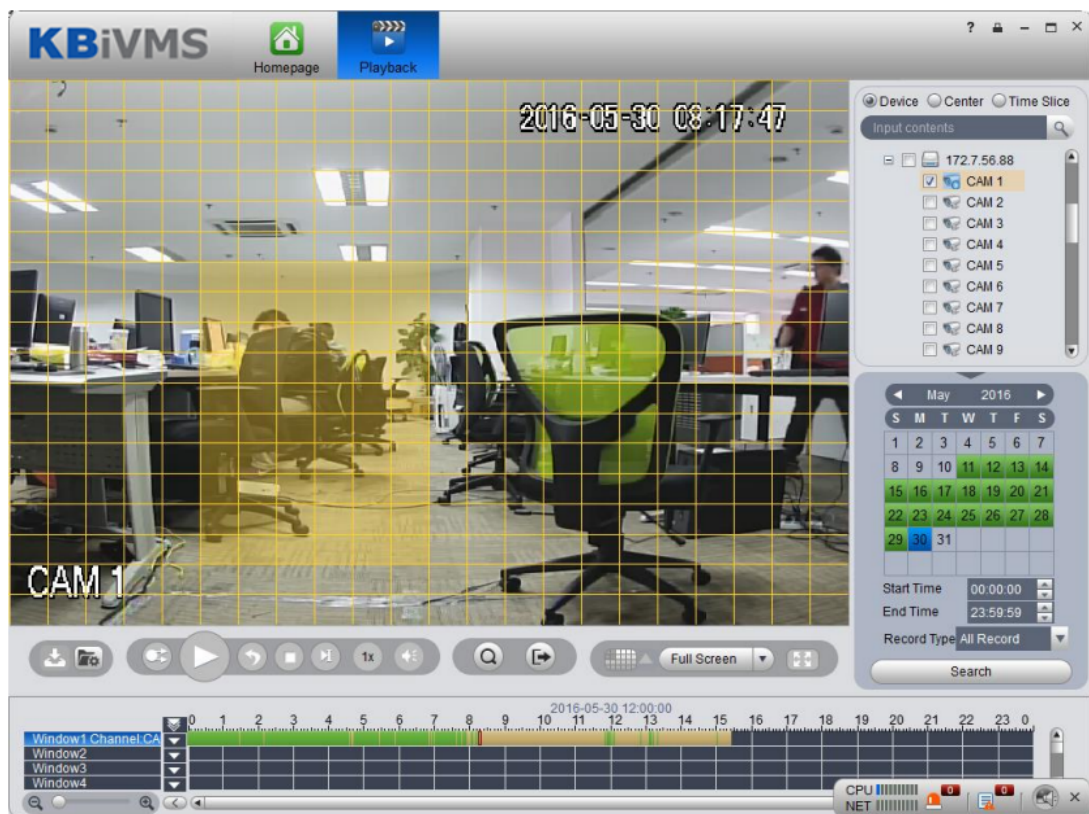 KBiVMS
Homepage
Playback
?
2016-05-30 08:17:47
CAM 1
Device Center Time Slice
Input contents
172.7.56.88
CAM 1
CAM 2
CAM 3
CAM 4
CAM 5
CAM 6
CAM 7
CAM 8
CAM 9
May 2016
S M T W T F S
1 2 3 4 5 6 7
8 9 10 11 12 13 14
15 16 17 18 19 20 21
22 23 24 25 26 27 28
29 30 31
Start Time 00:00:00
End Time 23:59:59
Record Type All Record
Search
1x
Full Screen
2016-05-30 12:00:00
0 1 2 3 4 5 6 7 8 9 10 11 12 13 14 15 16 17 18 19 20 21 22 23 0
Window1 Channel:CA
Window2
Window3
Window4
CPU 0 0
NET